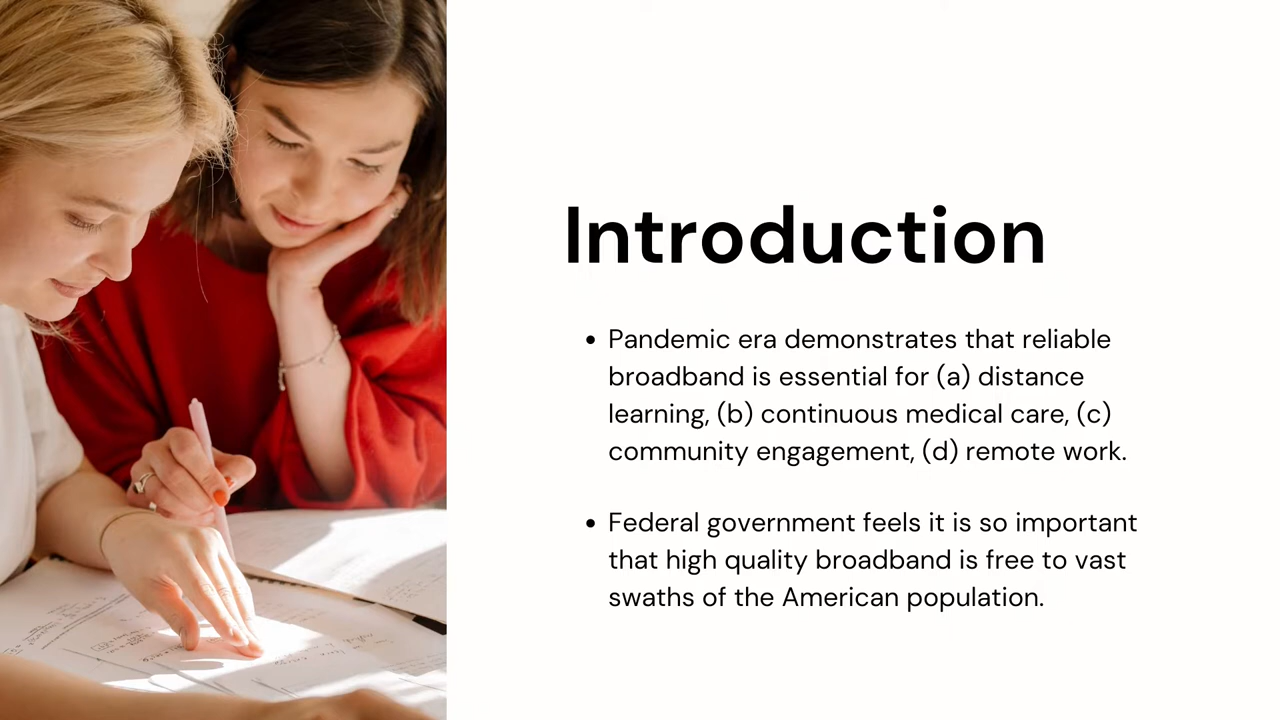 Introduction
• Pandemic era demonstrates that reliable
broadband is essential for (a) distance
learning, (b) continuous medical care, (c)
community engagement, (d) remote work.
• Federal government feels it is so important
that high quality broadband is free to vast
swaths of the American population.